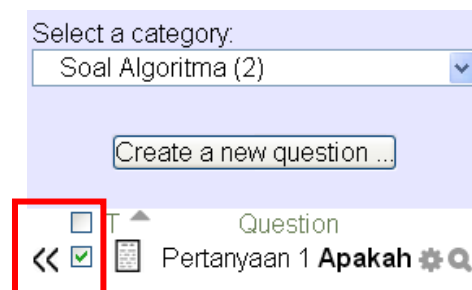 Select a category:
Soal Algoritma (2)
Create a new question ...
T Question
<< Pertanyaan 1 Apakah